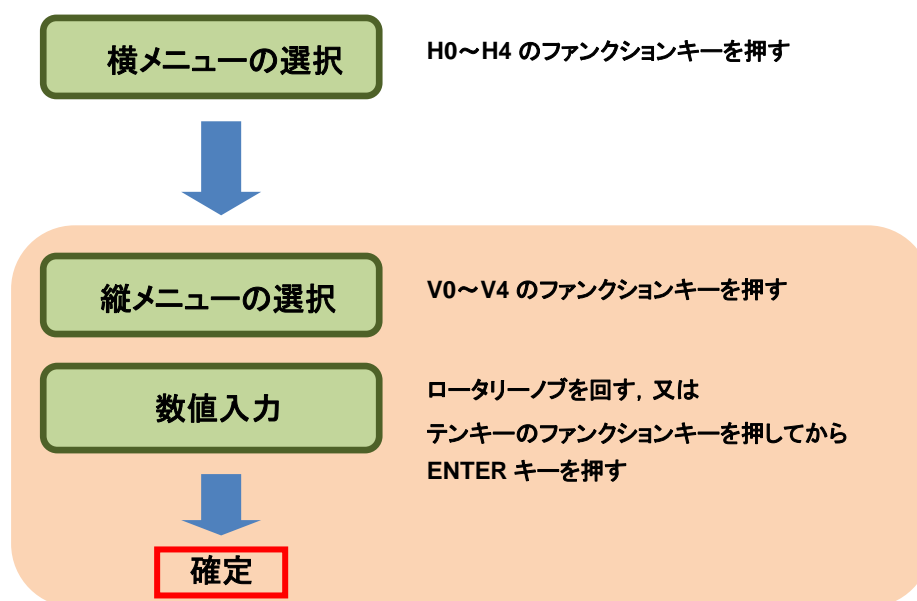 横メニューの選択
H0～H4 のファンクションキーを押す
縦メニューの選択
V0～V4 のファンクションキーを押す
数値入力
ロータリーノブを回す，又は
テンキーのファンクションキーを押してから
ENTER キーを押す
確定